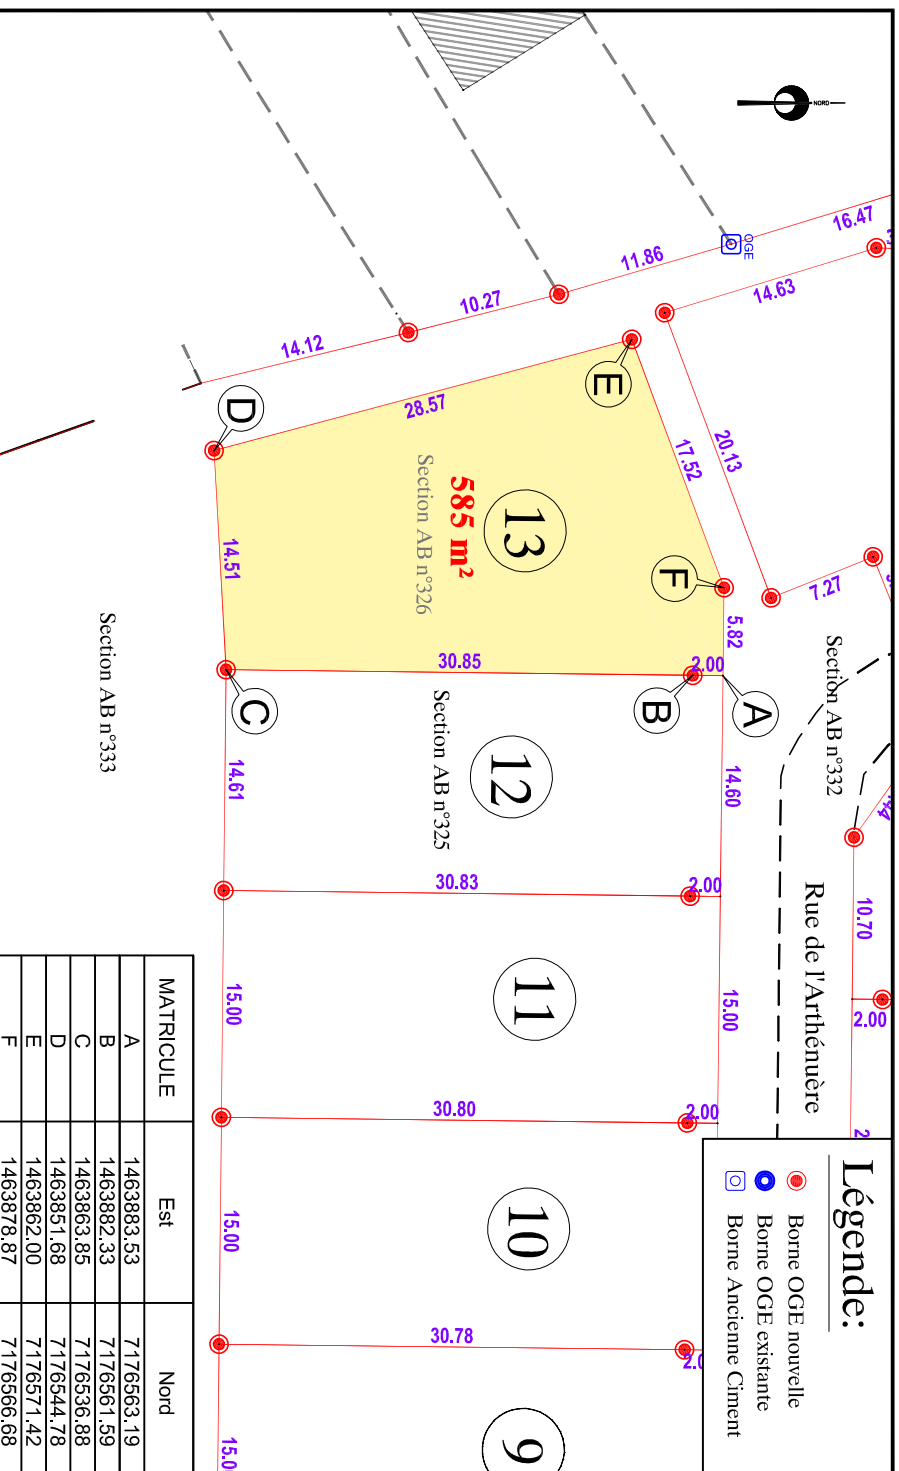 NORD
OGE
16.47
14.63
11.86
10.27
14.12
28.57
20.13
17.52
7.27
5.82
2.00
14.51
30.85
E
D
F
A
B
C
13
585 m²
Section AB n°326
Section AB n°332
Section AB n°325
Section AB n°333
12
14.60
14.61
30.83
2.00
10.70
2.00
Rue de l'Arthénuère
11
15.00
15.00
30.80
2.00
10
15.00
30.78
9
Légende:
Borne OGE nouvelle
Borne OGE existante
Borne Ancienne Ciment
MATRICULE Est Nord
A 1463883.53 7176563.19
B 1463882.33 7176561.59
C 1463863.85 7176536.88
D 1463851.68 7176544.78
E 1463862.00 7176571.42
F 1463878.87 7176566.68